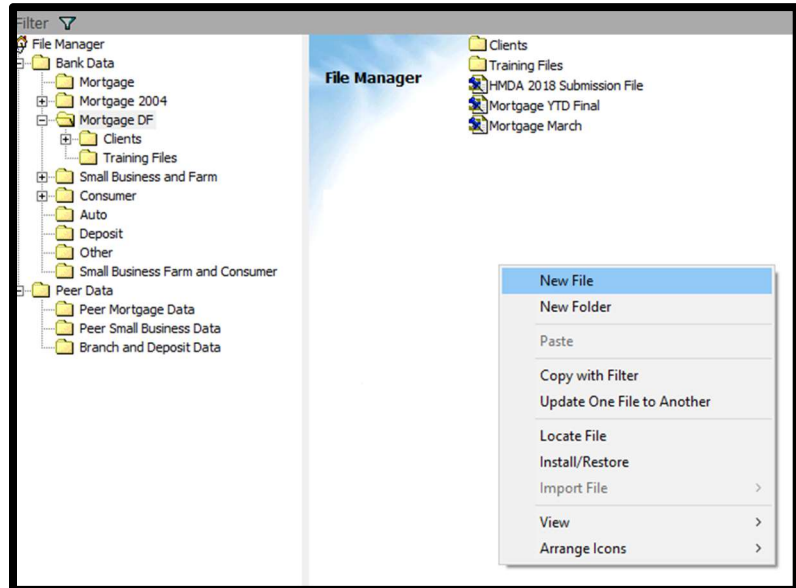 Filter
File Manager
Bank Data
Mortgage
Mortgage 2004
Mortgage DF
Clients
Training Files
Small Business and Farm
Consumer
Auto
Deposit
Other
Small Business Farm and Consumer
Peer Data
Peer Mortgage Data
Peer Small Business Data
Branch and Deposit Data
File Manager
Clients
Training Files
HMDA 2018 Submission File
Mortgage YTD Final
Mortgage March
New File
New Folder
Paste
Copy with Filter
Update One File to Another
Locate File
Install/Restore
Import File
View
Arrange Icons